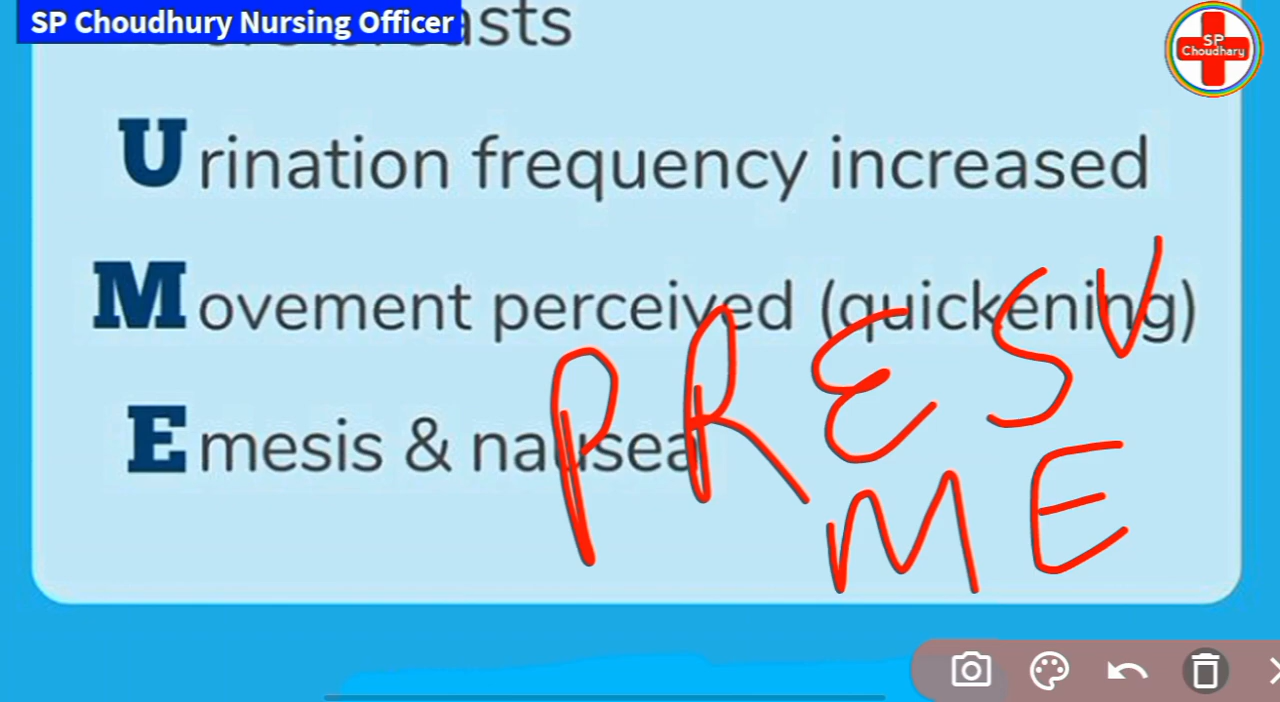 SP Choudhury Nursing Officer
SP
Choudhary
Urination frequency increased
Movement perceived (quickening)
Emesis & nausea
PRESU
ME